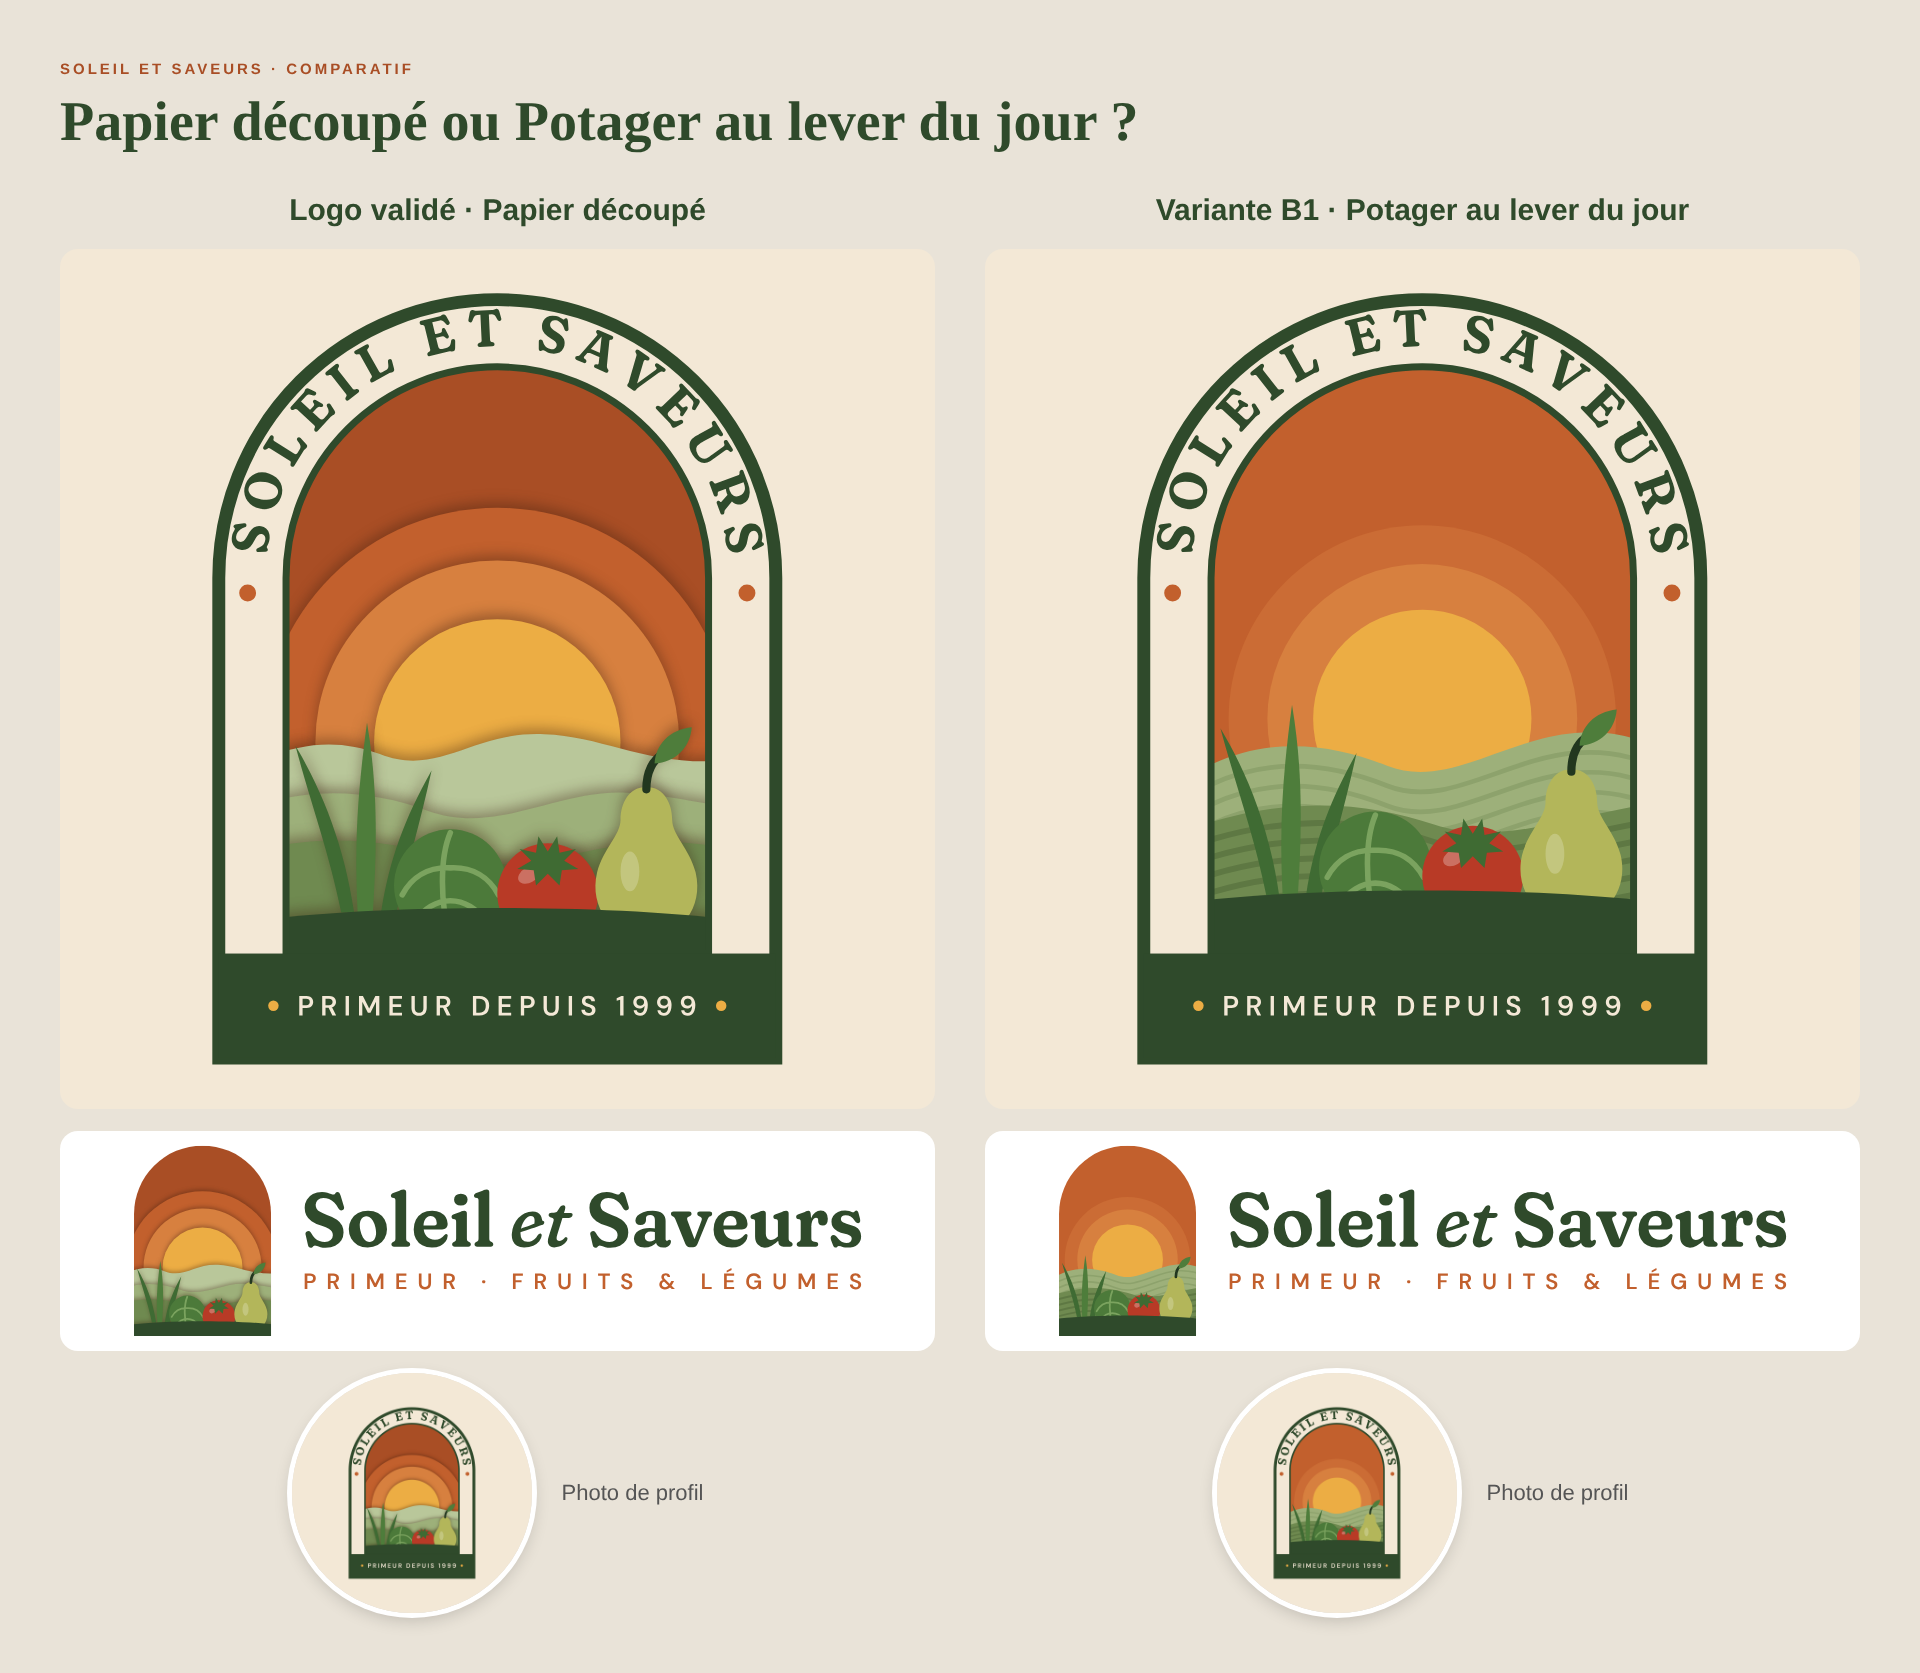 SOLEIL ET SAVEURS · COMPARATIF
Papier découpé ou Potager au lever du jour ?
Logo validé · Papier découpé
SOLEIL ET SAVEURS
• PRIMEUR DEPUIS 1999 •
Soleil et Saveurs
PRIMEUR · FRUITS & LÉGUMES
SOLEIL ET SAVEURS
• PRIMEUR DEPUIS 1999 •
Photo de profil
Variante B1 · Potager au lever du jour
SOLEIL ET SAVEURS
• PRIMEUR DEPUIS 1999 •
Soleil et Saveurs
PRIMEUR · FRUITS & LÉGUMES
SOLEIL ET SAVEURS
• PRIMEUR DEPUIS 1999 •
Photo de profil